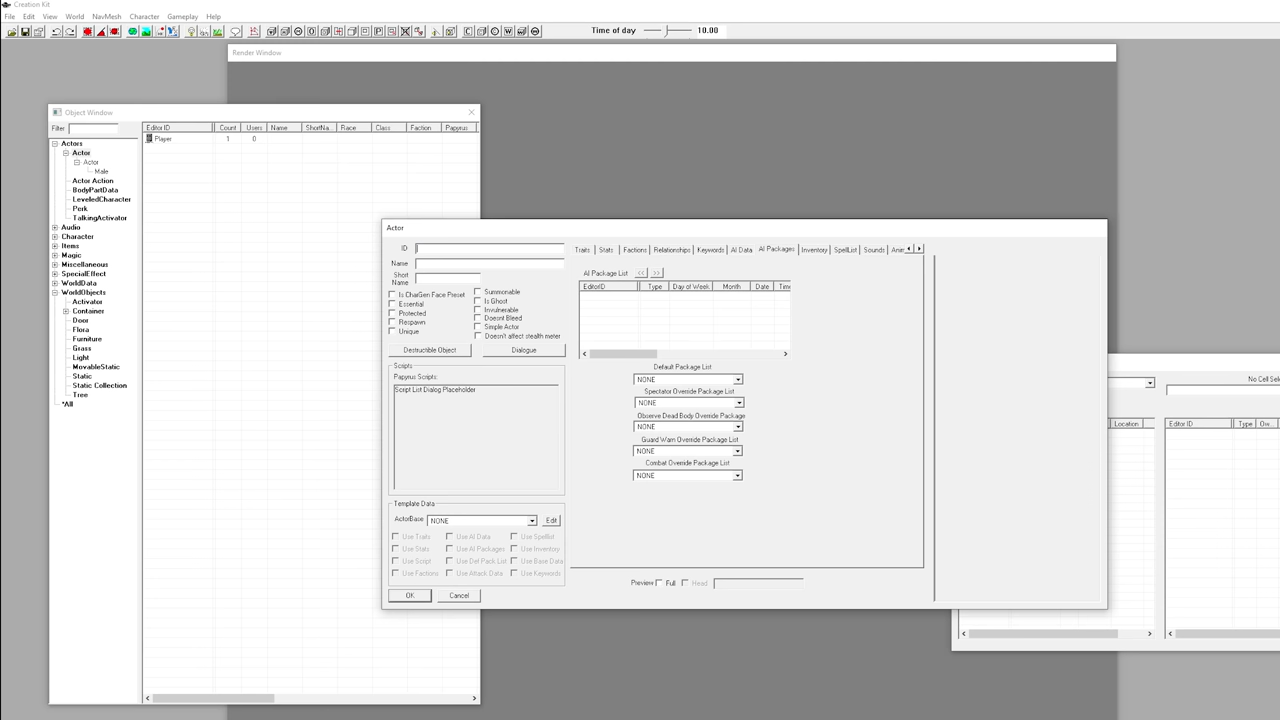 Creation Kit
File Edit View World NavMesh Character Gameplay Help
Time of day 10.00
Render Window
Object Window
Filter
Actors
Actor
Actor
Male
Actor Action
BodyPartData
LeveledCharacter
Perk
TalkingActivator
Audio
Character
Items
Magic
Miscellaneous
SpecialEffect
WorldData
WorldObjects
Activator
Container
Door
Flora
Furniture
Grass
Light
MovableStatic
Static
Static Collection
Tree
*All
Editor ID Count Users Name ShortNa... Race Class Faction Papyrus
Player 1 0
Actor
ID
Name
Short Name
Is CharGen Face Preset
Essential
Protected
Respawn
Unique
Summonable
Is Ghost
Invulnerable
Doesnt Bleed
Simple Actor
Doesn't affect stealth meter
Destructible Object Dialogue
Scripts
Papyrus Scripts:
Script List Dialog Placeholder
Template Data
ActorBase NONE Edit
Use Traits Use AI Data Use Spelllist
Use Stats Use AI Packages Use Inventory
Use Script Use Def Pack List Use Base Data
Use Factions Use Attack Data Use Keywords
OK Cancel
Traits Stats Factions Relationships Keywords AI Data AI Packages Inventory SpellList Sounds Anim
AI Package List << >>
EditorID Type Day of Week Month Date Time
Default Package List
NONE
Spectator Override Package List
NONE
Observe Dead Body Override Package
NONE
Guard Warn Override Package List
NONE
Combat Override Package List
NONE
Preview Full Head
No Cell Sele
Location Editor ID Type Ow...